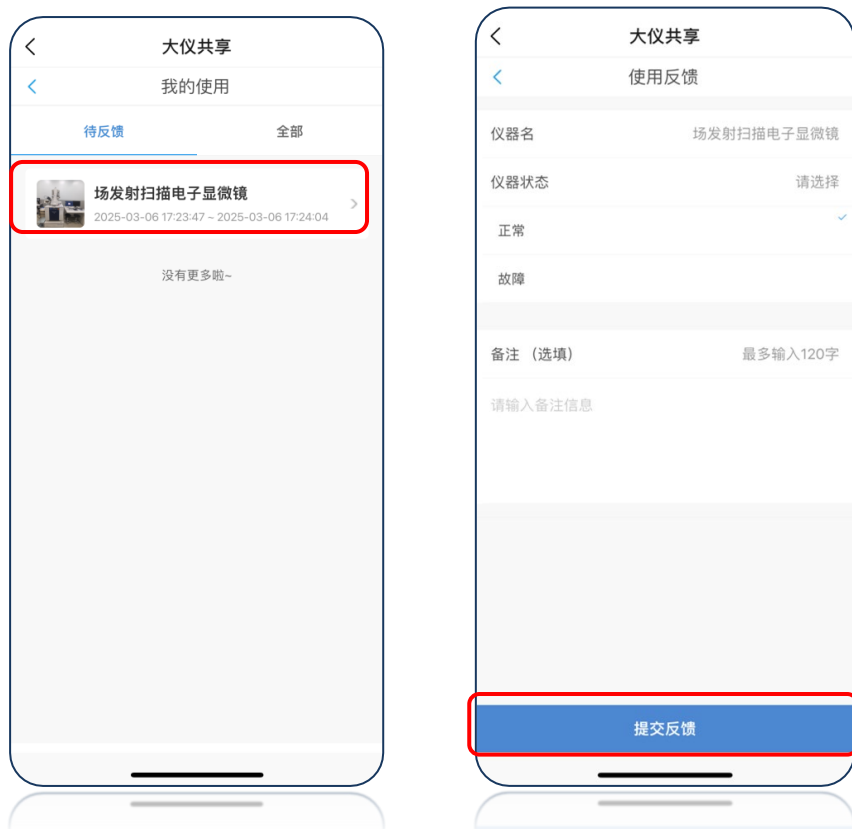 大仪共享
我的使用
待反馈 全部
场发射扫描电子显微镜
2025-03-06 17:23:47 ~ 2025-03-06 17:24:04
没有更多啦~
大仪共享
使用反馈
仪器名 场发射扫描电子显微镜
仪器状态 请选择
正常
故障
备注 （选填） 最多输入120字
请输入备注信息
提交反馈